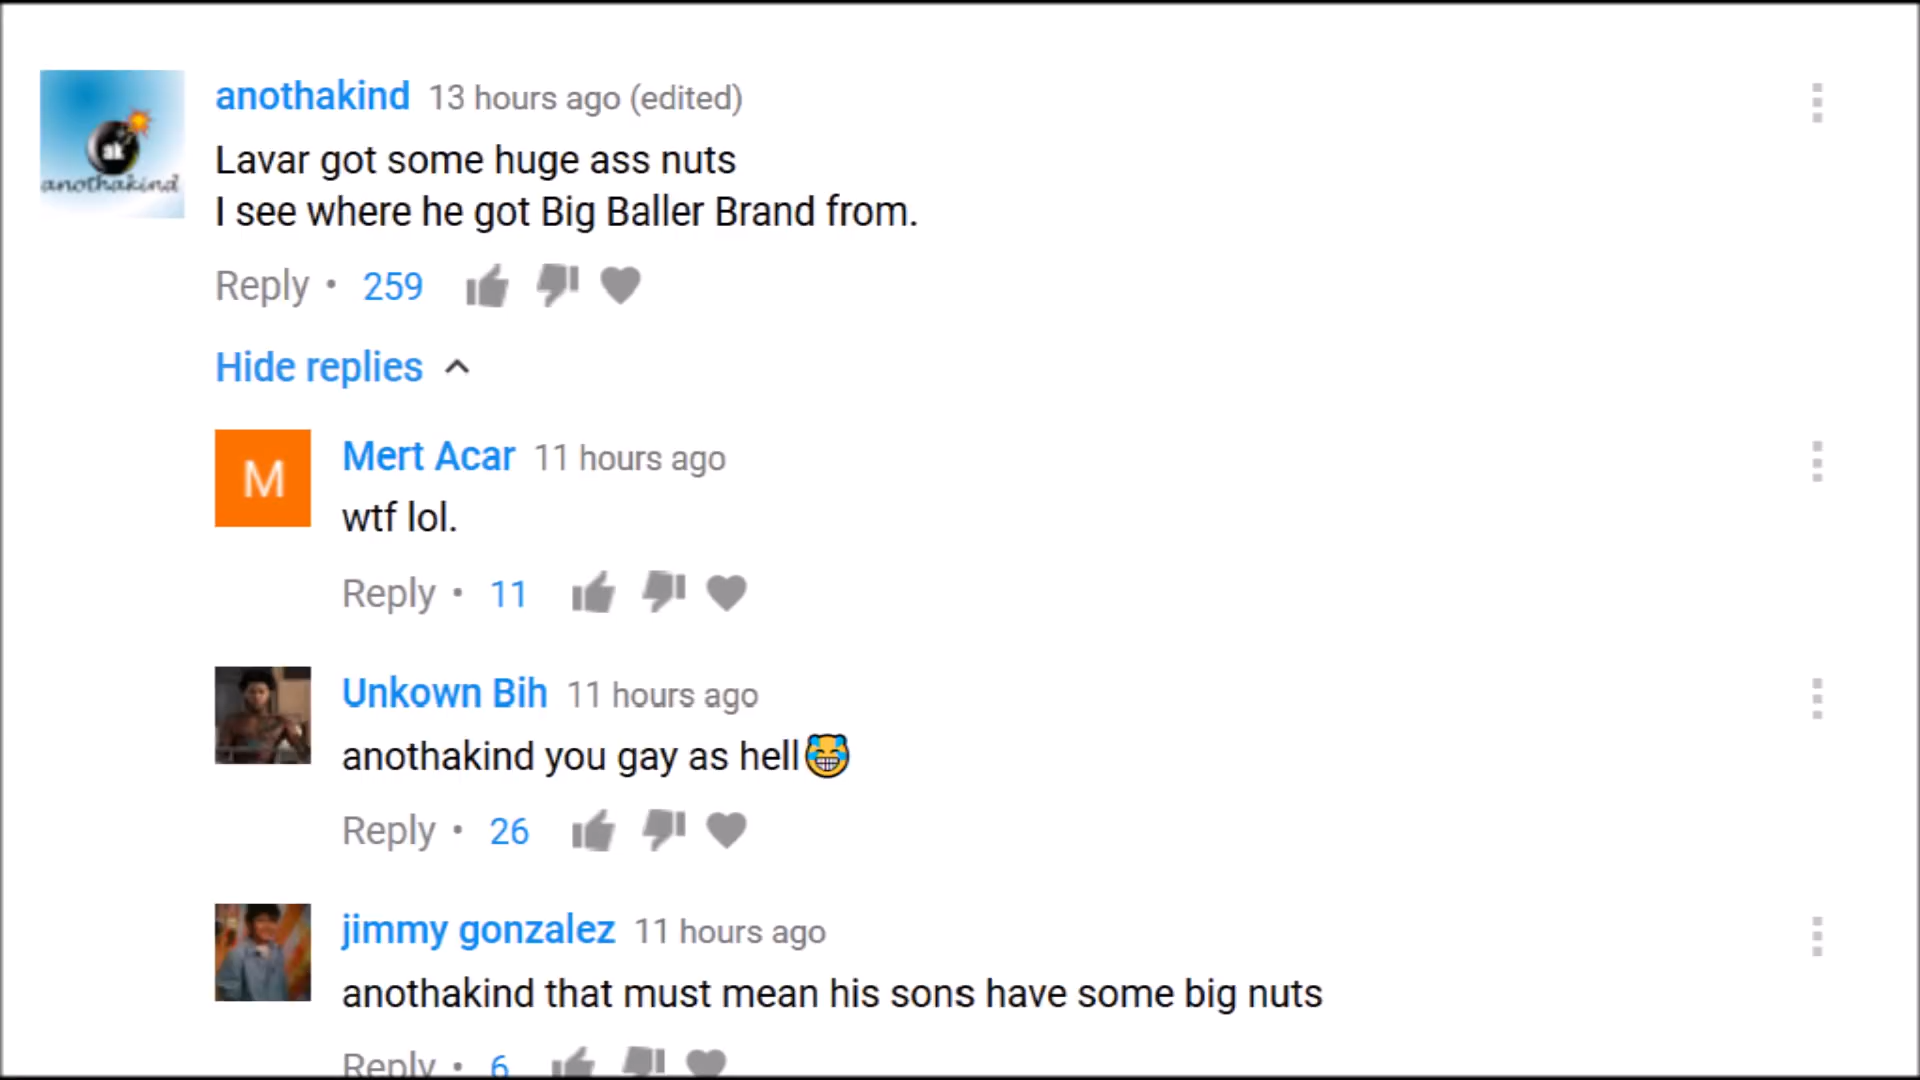 anothakind 13 hours ago (edited)
ak
anothakind
Lavar got some huge ass nuts
I see where he got Big Baller Brand from.
Reply • 259
Hide replies
M
Mert Acar 11 hours ago
wtf lol.
Reply • 11
Unkown Bih 11 hours ago
anothakind you gay as hell😂
Reply • 26
jimmy gonzalez 11 hours ago
anothakind that must mean his sons have some big nuts
Reply • 6